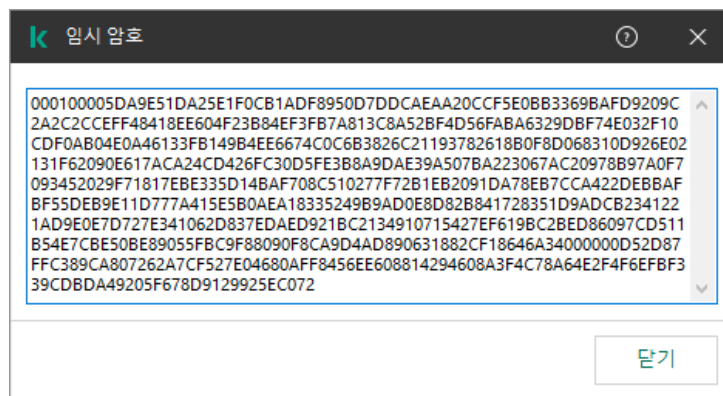 임시 암호
000100005DA9E51DA25E1F0CB1ADF8950D7DDCAEAA20CCF5E0BB3369BAFD9209C
2A2C2CCEFF48418EE604F23B84EF3FB7A813C8A52BF4D56FABA6329DBF74E032F10
CDF0AB04E0A46133FB149B4EE6674C0C6B3826C21193782618B0F8D068310D926E02
131F62090E617ACA24CD426FC30D5FE3B8A9DAE39A507BA223067AC20978B97A0F7
093452029F71817EBE335D14BAF708C510277F72B1EB2091DA78EB7CCA422DEBBAF
BF55DEB9E11D777A415E5B0AEA18335249B9AD0E8D82B841728351D9ADCB234122
1AD9E0E7D727E341062D837EDAED921BC2134910715427EF619BC2BED86097CD511
B54E7CBE50BE89055FBC9F88090F8CA9D4AD890631882CF18646A34000000D52D87
FFC389CA807262A7CF527E04680AFF8456EE608814294608A3F4C78A64E2F4F6EFBF3
39CDBDA49205F678D9129925EC072
닫기